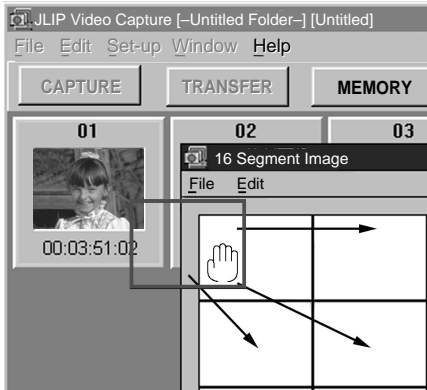 JLIP Video Capture [–Untitled Folder–] [Untitled]
File Edit Set-up Window Help
CAPTURE TRANSFER MEMORY
01 02 03
16 Segment Image
File Edit
00:03:51:02